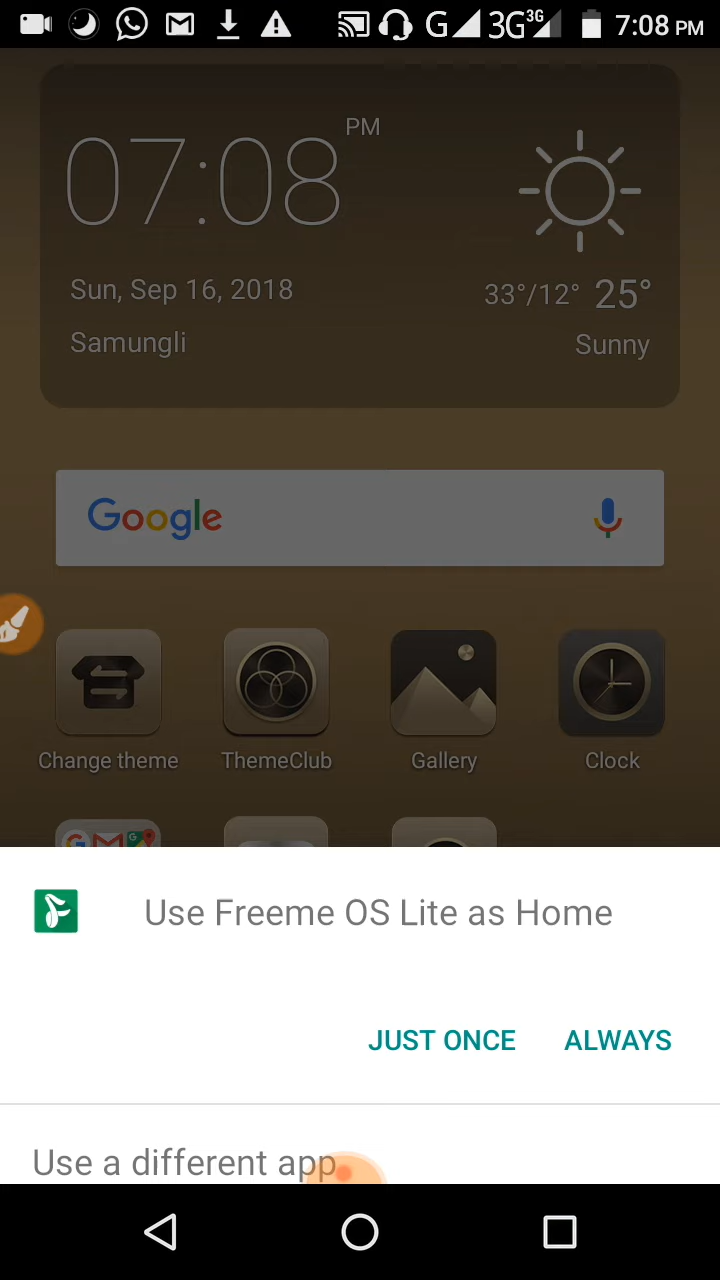 G 3G 3G 7:08 PM
07:08 PM
Sun, Sep 16, 2018
33°/12° 25°
Samungli
Sunny
Google
Change theme
ThemeClub
Gallery
Clock
Use Freeme OS Lite as Home
JUST ONCE
ALWAYS
Use a different app